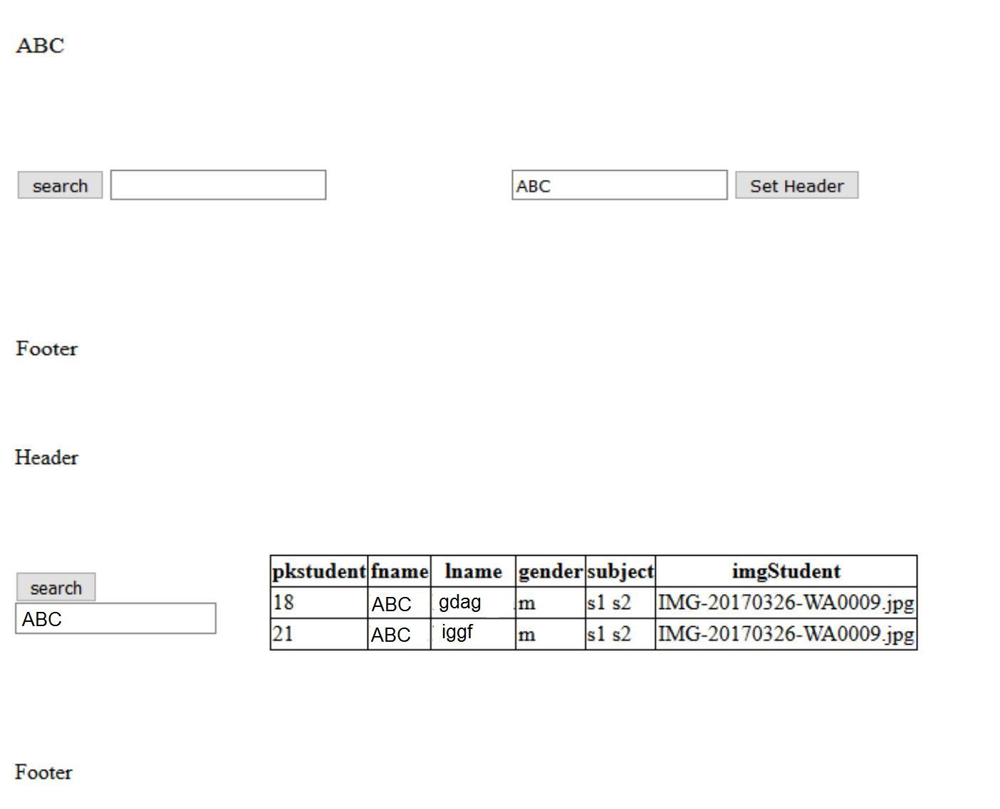 ABC
search ABC Set Header
Footer
Header
search
ABC
pkstudent fname lname gender subject imgStudent
18 ABC gdag m s1 s2 IMG-20170326-WA0009.jpg
21 ABC iggf m s1 s2 IMG-20170326-WA0009.jpg
Footer